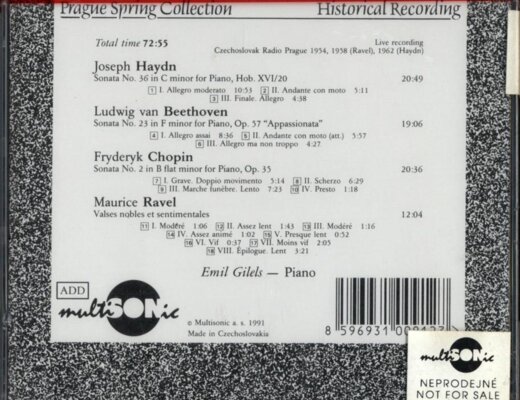 Prague Spring Collection
Historical Recording
Total time 72:55
Live recording
Czechoslovak Radio Prague 1954, 1958 (Ravel), 1962 (Haydn)
Joseph Haydn
Sonata No. 36 in C minor for Piano, Hob. XVI/20 20:49
1 I. Allegro moderato 10:53 2 II. Andante con moto 5:11
3 III. Finale. Allegro 4:38
Ludwig van Beethoven
Sonata No. 23 in F minor for Piano, Op. 57 "Appassionata" 19:06
4 I. Allegro assai 8:36 5 II. Andante con moto (att.) 5:57
6 III. Allegro ma non troppo 4:27
Fryderyk Chopin
Sonata No. 2 in B flat minor for Piano, Op. 35 20:36
7 I. Grave. Doppio movimento 5:14 8 II. Scherzo 6:29
9 III. Marche funèbre. Lento 7:23 10 IV. Presto 1:18
Maurice Ravel
Valses nobles et sentimentales 12:04
11 I. Modéré 1:06 12 II. Assez lent 1:43 13 III. Modéré 1:16
14 IV. Assez animé 1:02 15 V. Presque lent 0:52
16 VI. Vif 0:37 17 VII. Moins vif 2:05
18 VIII. Épilogue. Lent 3:21
Emil Gilels — Piano
ADD
multiSONic
© Multisonic a. s. 1991
Made in Czechoslovakia
8 596931
multiSONic
NEPRODEJNÉ
NOT FOR SALE